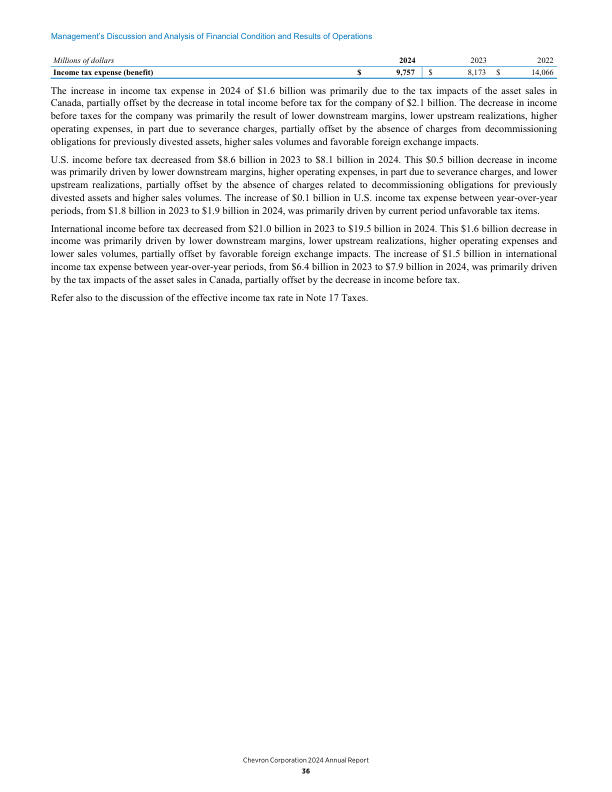 Management's Discussion and Analysis of Financial Condition and Results of Operations
Millions of dollars 2024 2023 2022
Income tax expense (benefit) $ 9,757 $ 8,173 $ 14,066
The increase in income tax expense in 2024 of $1.6 billion was primarily due to the tax impacts of the asset sales in
Canada, partially offset by the decrease in total income before tax for the company of $2.1 billion. The decrease in income
before taxes for the company was primarily the result of lower downstream margins, lower upstream realizations, higher
operating expenses, in part due to severance charges, partially offset by the absence of charges from decommissioning
obligations for previously divested assets, higher sales volumes and favorable foreign exchange impacts.
U.S. income before tax decreased from $8.6 billion in 2023 to $8.1 billion in 2024. This $0.5 billion decrease in income
was primarily driven by lower downstream margins, higher operating expenses, in part due to severance charges, and lower
upstream realizations, partially offset by the absence of charges related to decommissioning obligations for previously
divested assets and higher sales volumes. The increase of $0.1 billion in U.S. income tax expense between year-over-year
periods, from $1.8 billion in 2023 to $1.9 billion in 2024, was primarily driven by current period unfavorable tax items.
International income before tax decreased from $21.0 billion in 2023 to $19.5 billion in 2024. This $1.6 billion decrease in
income was primarily driven by lower downstream margins, lower upstream realizations, higher operating expenses and
lower sales volumes, partially offset by favorable foreign exchange impacts. The increase of $1.5 billion in international
income tax expense between year-over-year periods, from $6.4 billion in 2023 to $7.9 billion in 2024, was primarily driven
by the tax impacts of the asset sales in Canada, partially offset by the decrease in income before tax.
Refer also to the discussion of the effective income tax rate in Note 17 Taxes.
Chevron Corporation 2024 Annual Report
36